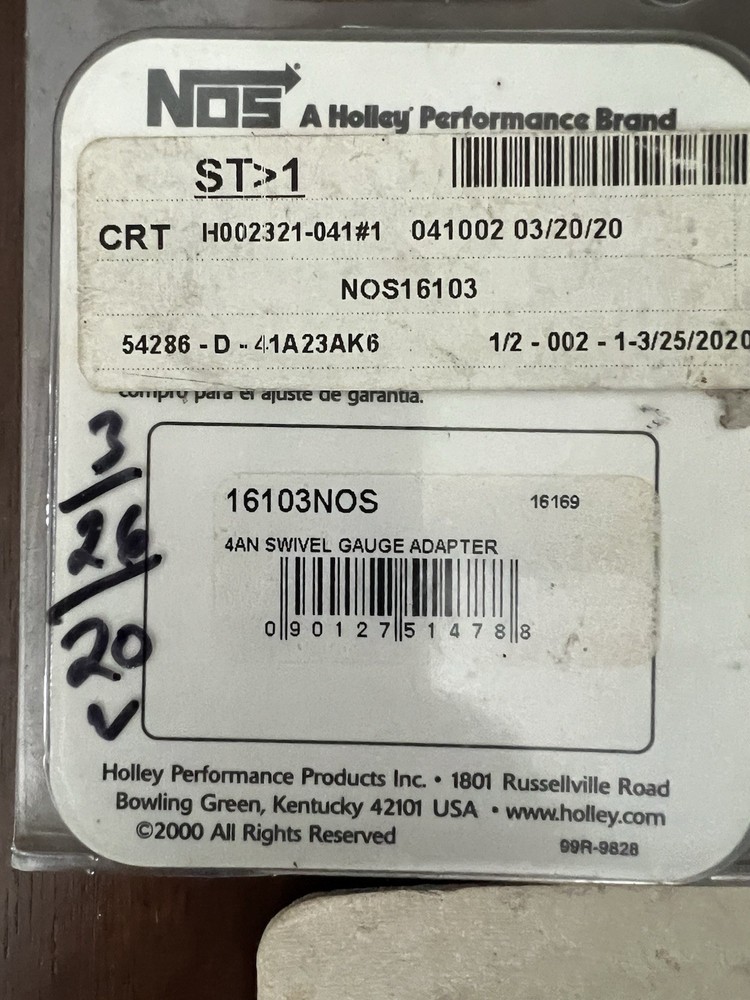 NOS A Holley Performance Brand
ST>1
CRT H002321-041#1 041002 03/20/20
NOS16103
54286 - D - 41A23AK6 1/2 - 002 - 1-3/25/2020
compro para el ajuste de garantía.
3/26/20
16103NOS 16169
4AN SWIVEL GAUGE ADAPTER
0 90127 51478 8
Holley Performance Products Inc. • 1801 Russellville Road
Bowling Green, Kentucky 42101 USA • www.holley.com
©2000 All Rights Reserved
99R-9828